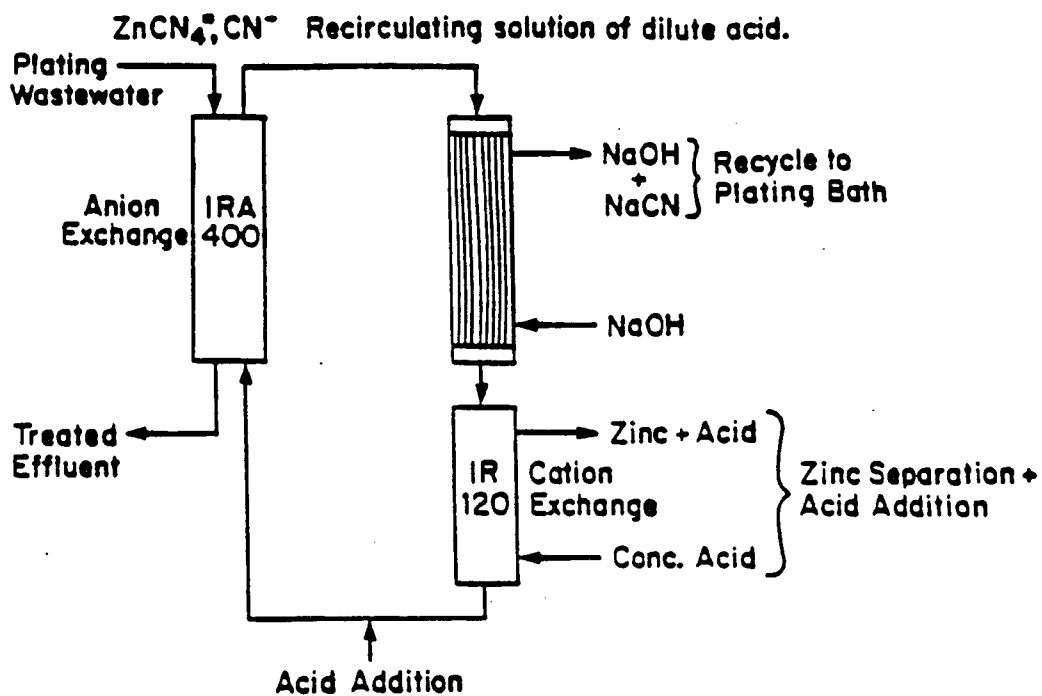 ZnCN₄⁼, CN⁻ Recirculating solution of dilute acid.
Plating
Wastewater
NaOH
+
NaCN
Recycle to
Plating Bath
Anion
Exchange
IRA
400
NaOH
Treated
Effluent
IR
120
Cation
Exchange
Zinc + Acid
Conc. Acid
Zinc Separation +
Acid Addition
Acid Addition